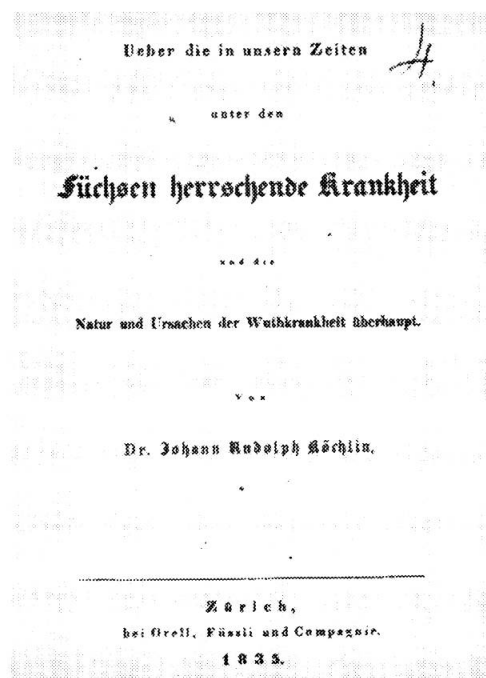 Ueber die in unsern Zeiten
4
unter den
Füchsen herrschende Krankheit
und die
Natur und Ursachen der Wuthkrankheit überhaupt.
Von
Dr. Johann Rudolph Köchlin.
Zürich,
bei Orell, Füssli und Compagnie.
1835.